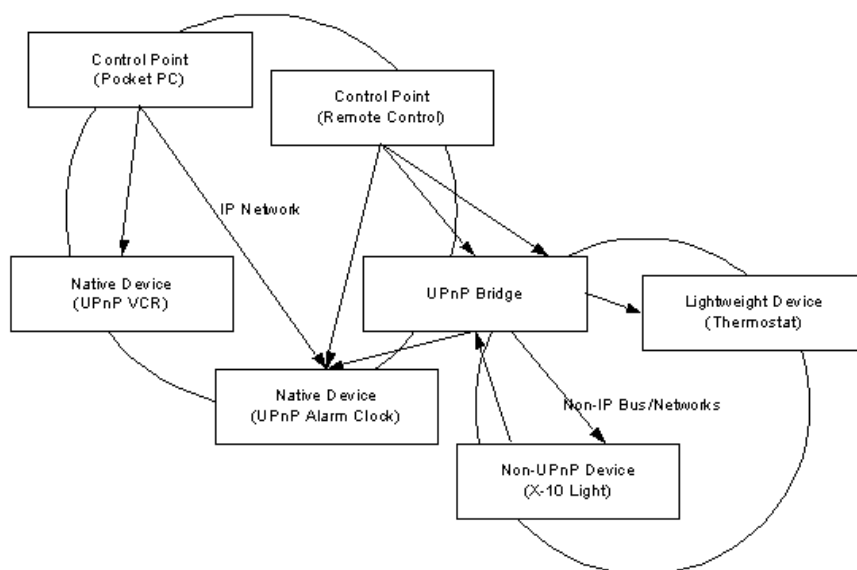 Control Point
(Pocket PC)
Control Point
(Remote Control)
IP Network
Native Device
(UPnP VCR)
UPnP Bridge
Lightweight Device
(Thermostat)
Native Device
(UPnP Alarm Clock)
Non-IP Bus/Networks
Non-UPnP Device
(X-10 Light)